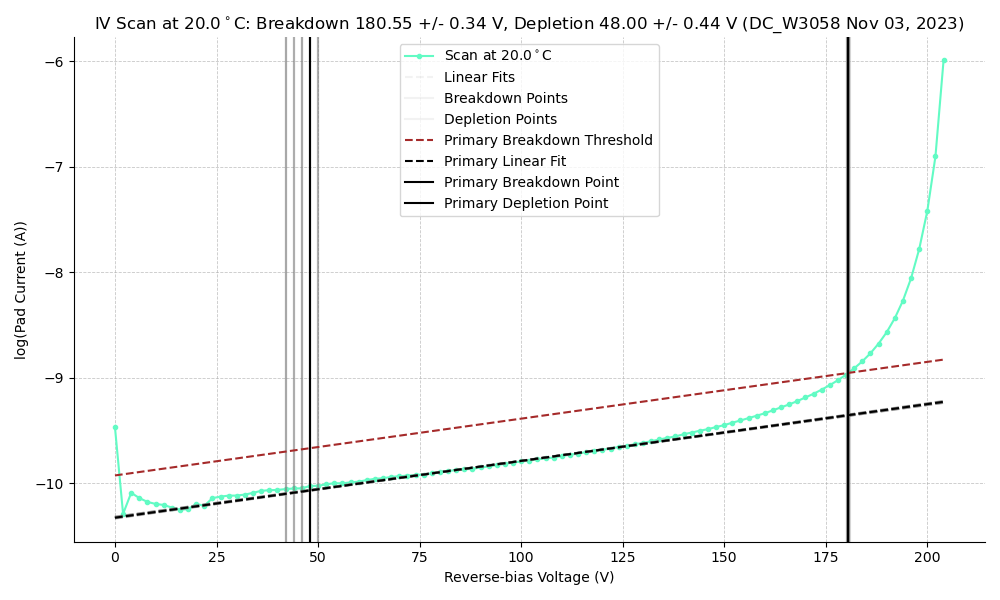 IV Scan at 20.0°C: Breakdown 180.55 +/- 0.34 V, Depletion 48.00 +/- 0.44 V (DC_W3058 Nov 03, 2023)
Scan at 20.0°C
Linear Fits
Breakdown Points
Depletion Points
Primary Breakdown Threshold
Primary Linear Fit
Primary Breakdown Point
Primary Depletion Point
log(Pad Current (A))
−6
−7
−8
−9
−10
0 25 50 75 100 125 150 175 200
Reverse-bias Voltage (V)